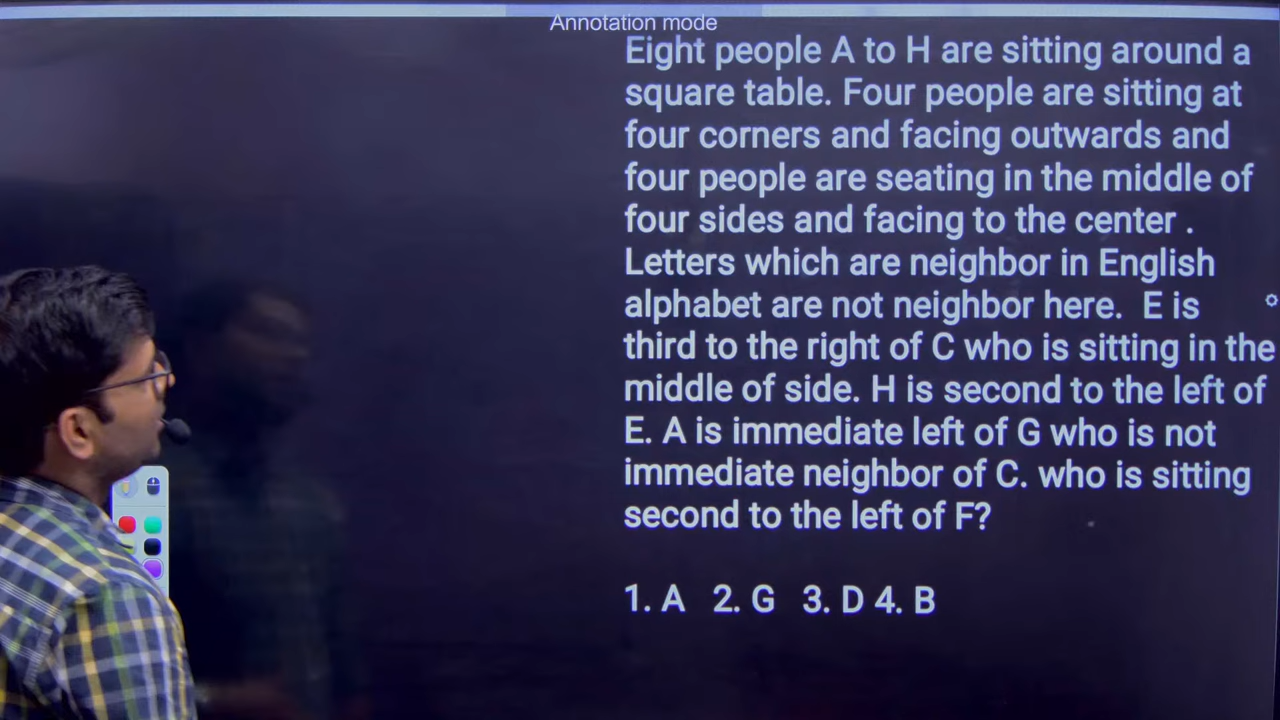 Annotation mode
Eight people A to H are sitting around a
square table. Four people are sitting at
four corners and facing outwards and
four people are seating in the middle of
four sides and facing to the center .
Letters which are neighbor in English
alphabet are not neighbor here.  E is
third to the right of C who is sitting in the
middle of side. H is second to the left of
E. A is immediate left of G who is not
immediate neighbor of C. who is sitting
second to the left of F?
1. A   2. G   3. D 4. B